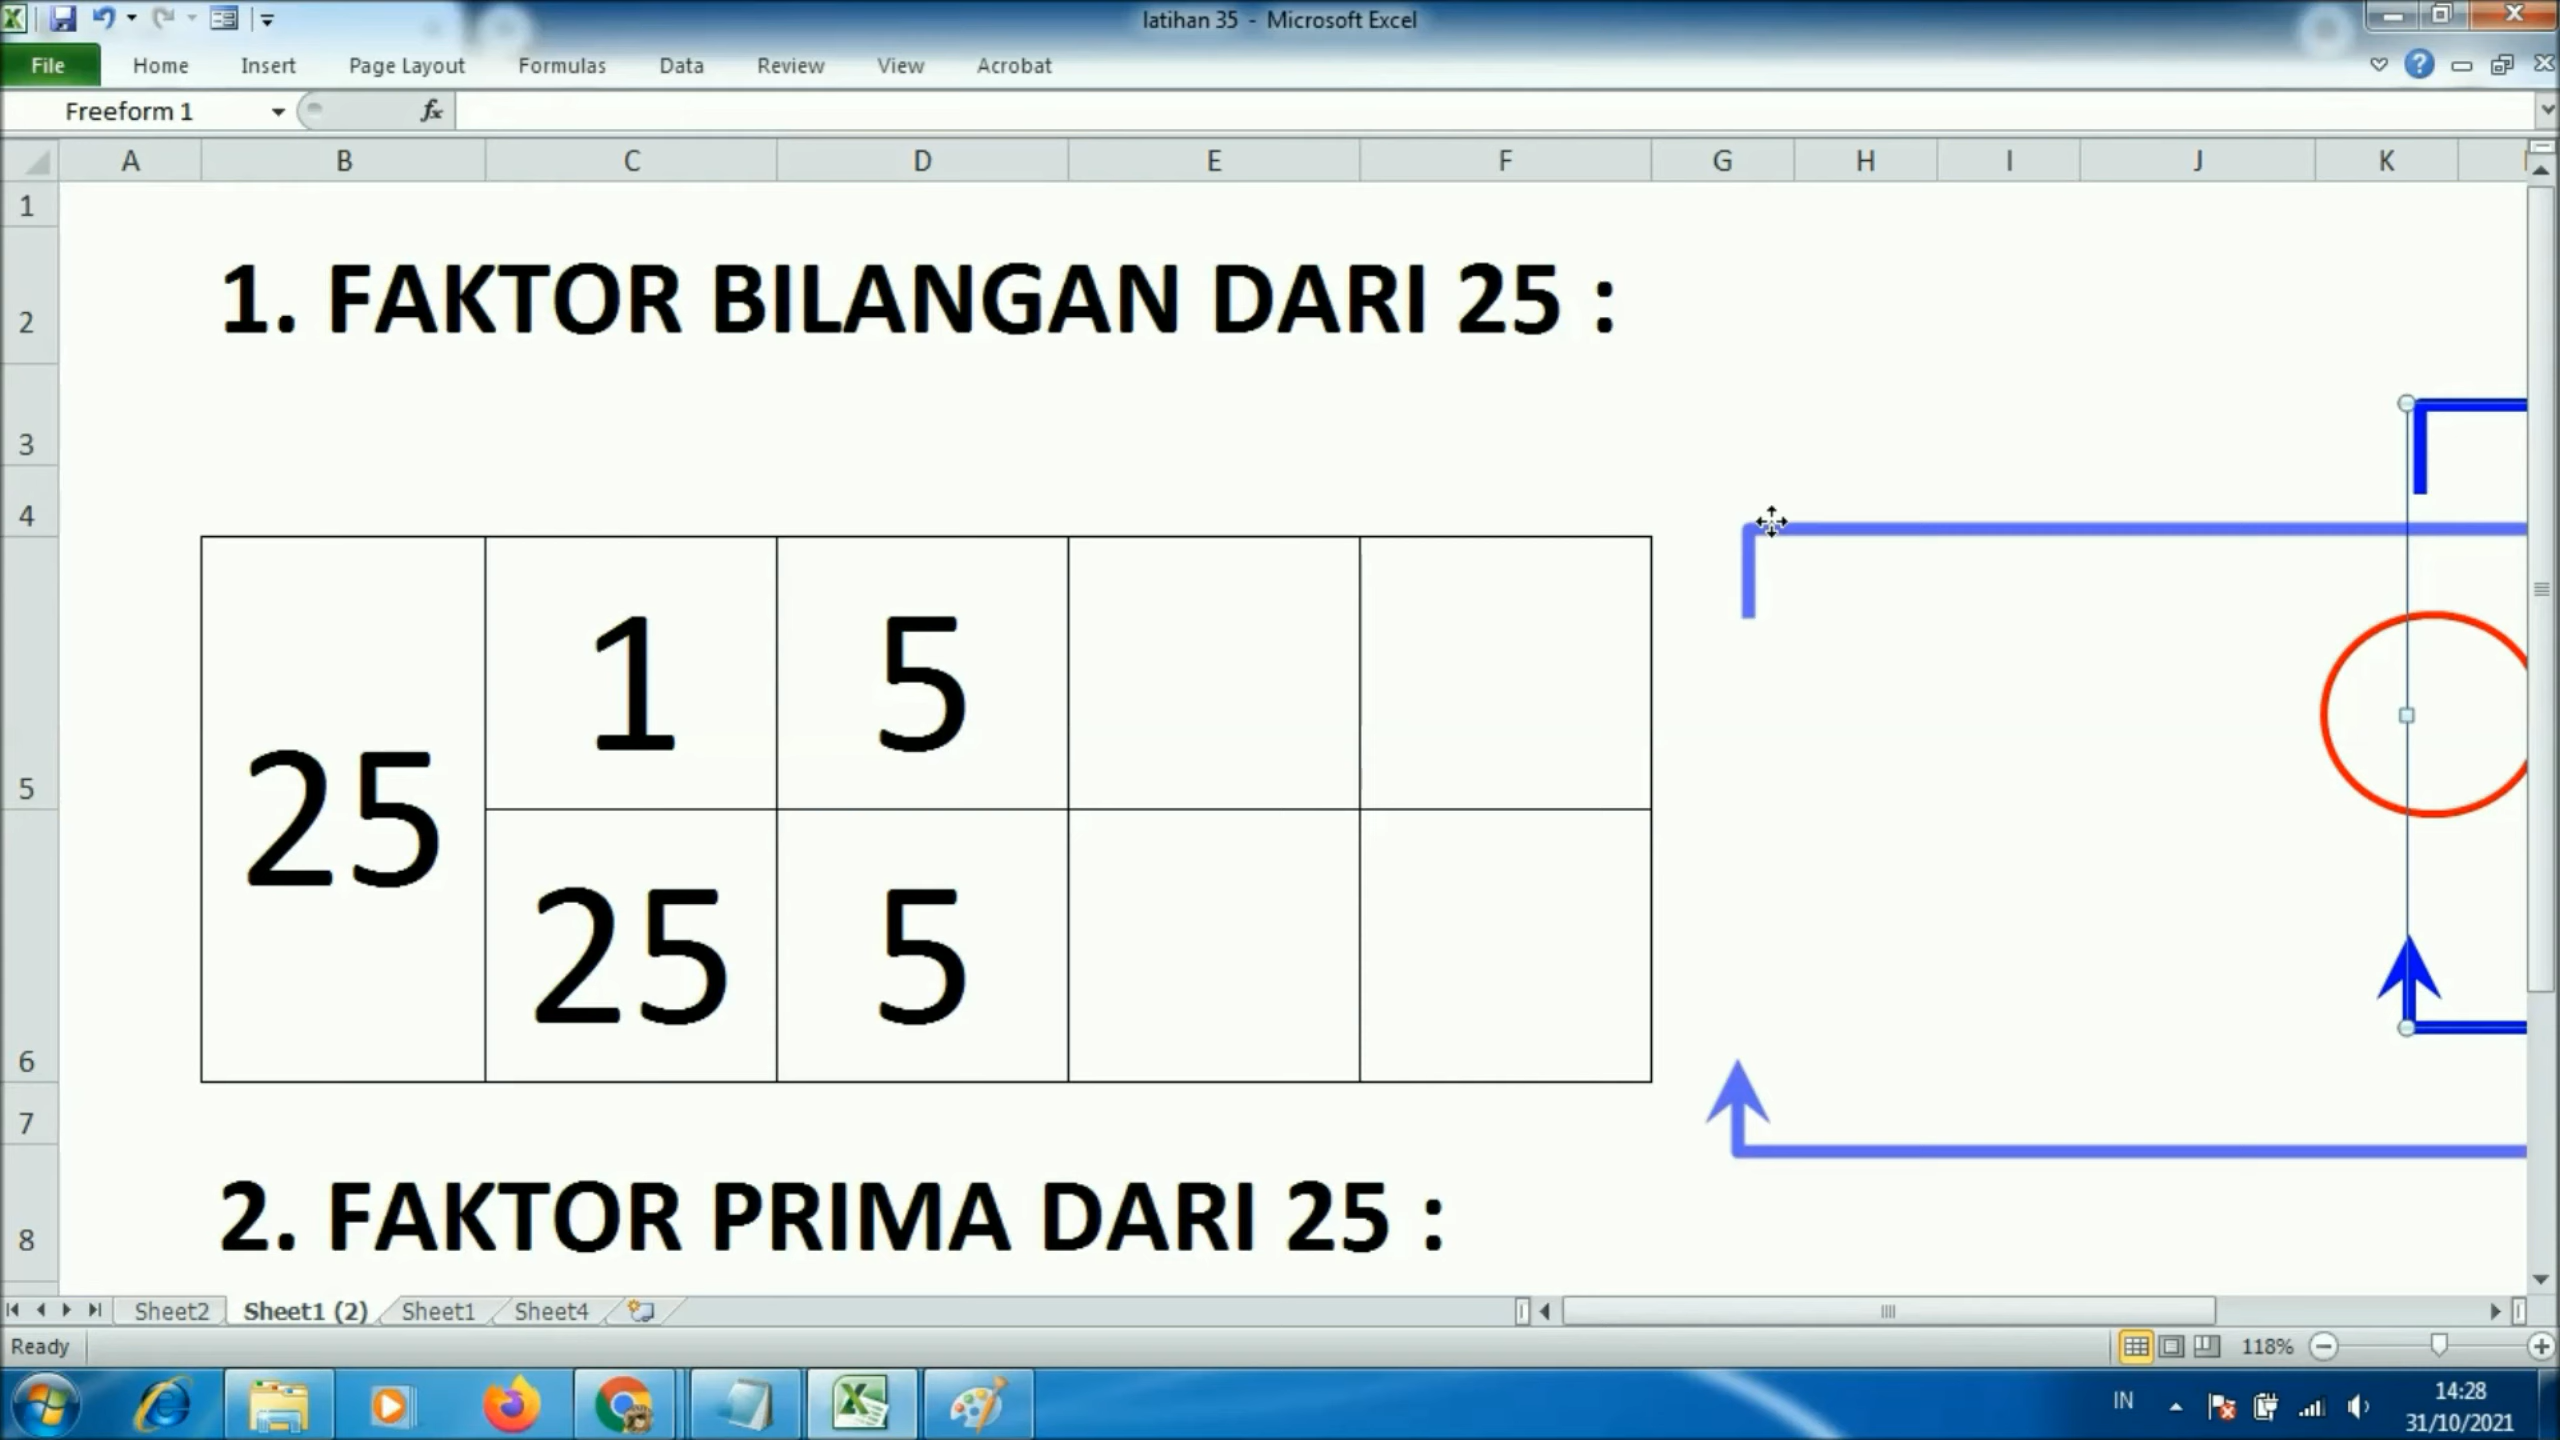 latihan 35 - Microsoft Excel
File Home Insert Page Layout Formulas Data Review View Acrobat
Freeform 1 fx
A B C D E F G H I J K
1
1. FAKTOR BILANGAN DARI 25 :
2
3
4
1 5
25
5
25 5
6
7
2. FAKTOR PRIMA DARI 25 :
8
Sheet2 Sheet1 (2) Sheet1 Sheet4
Ready 118%
IN 14:28
31/10/2021